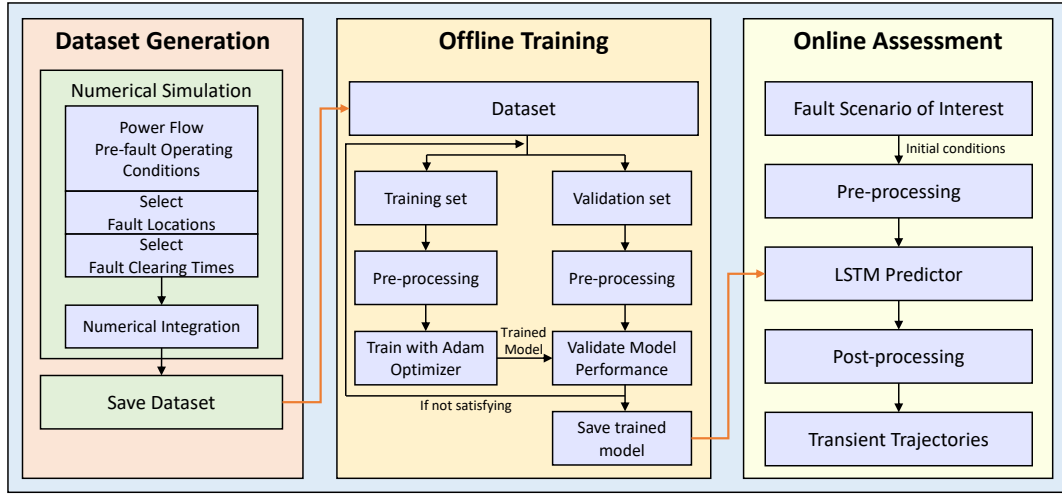 Dataset Generation
Numerical Simulation
Power Flow
Pre-fault Operating
Conditions
Select
Fault Locations
Select
Fault Clearing Times
Numerical Integration
Save Dataset
Offline Training
Dataset
Training set
Validation set
Pre-processing
Pre-processing
Train with Adam
Optimizer
Trained
Model
Validate Model
Performance
If not satisfying
Save trained
model
Online Assessment
Fault Scenario of Interest
Initial conditions
Pre-processing
LSTM Predictor
Post-processing
Transient Trajectories